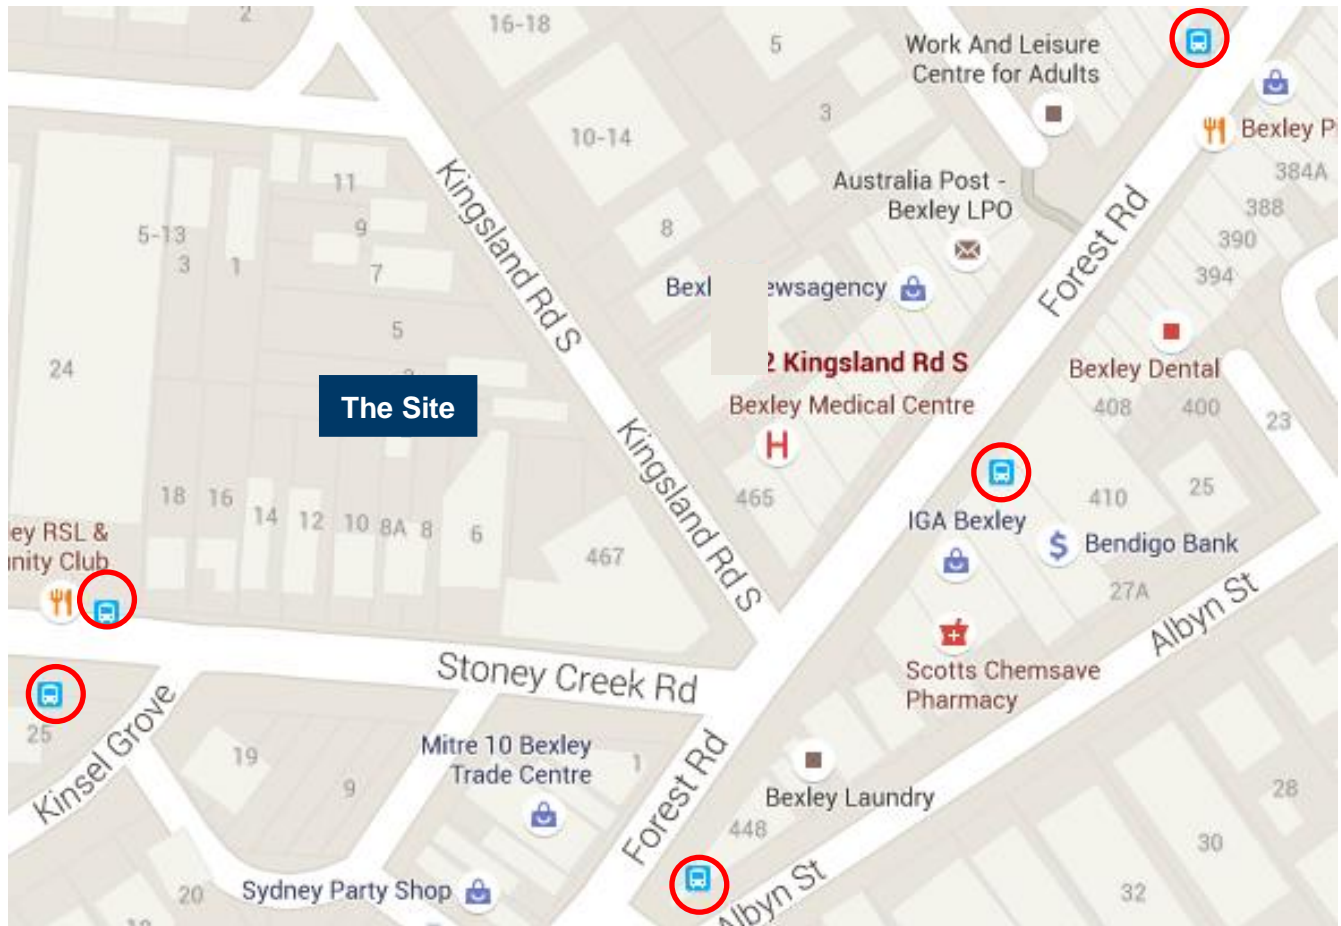 2
16-18
5
Work And Leisure
Centre for Adults
Bexley P
3
10-14
384A
11
Kingsland Rd S
Australia Post -
Bexley LPO
388
9
8
390
5-13
3
1
7
394
Forest Rd
Bexl
ewsagency
5
24
2 Kingsland Rd S
Bexley Dental
The Site
Bexley Medical Centre
408
400
23
Kingsland Rd S
H
465
18
16
14
12
10
8A
8
6
467
410
25
IGA Bexley
$
Bendigo Bank
ey RSL &
nity Club
27A
Albyn St
Stoney Creek Rd
Scotts Chemsave
Pharmacy
25
Kinsel Grove
19
9
Mitre 10 Bexley
Trade Centre
1
Forest Rd
Bexley Laundry
28
448
30
20
Sydney Party Shop
Albyn St
32